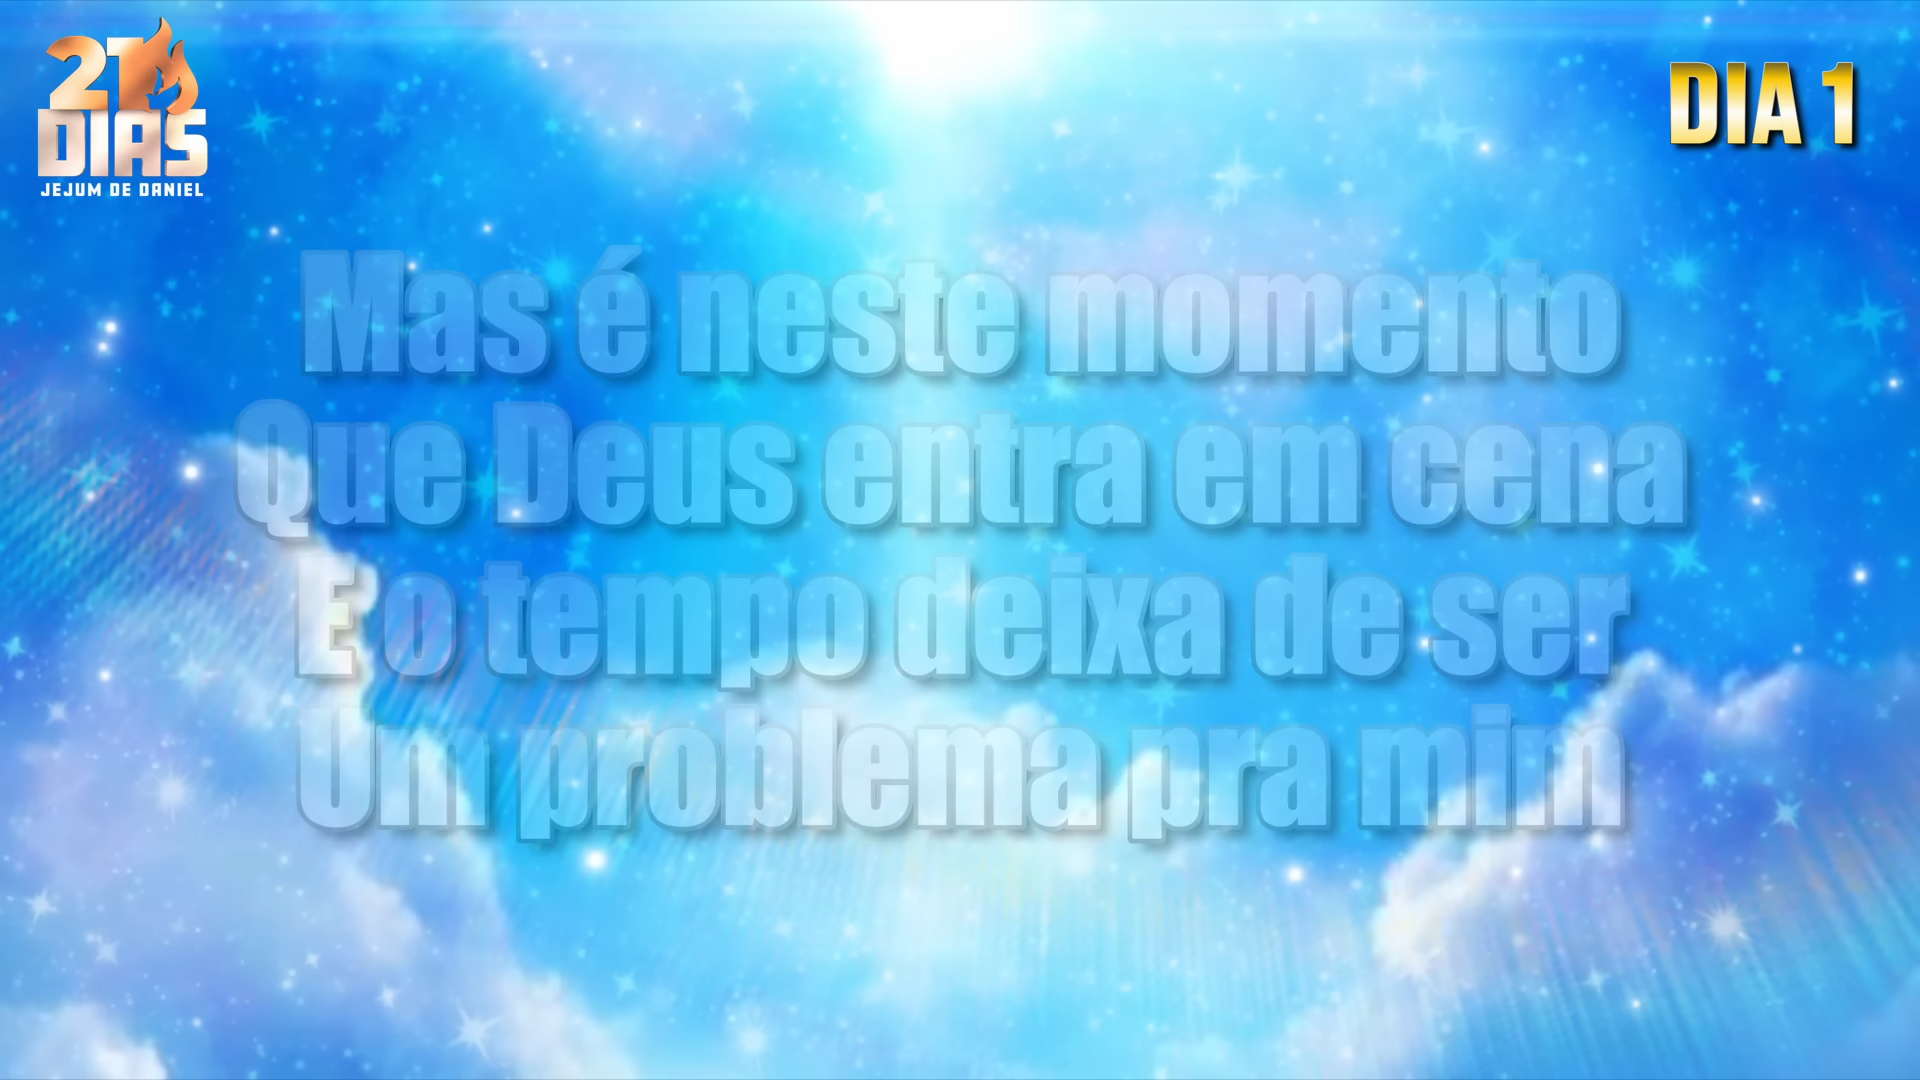 21
DIAS
JEJUM DE DANIEL
DIA 1
Mas é neste momento
Que Deus entra em cena
E o tempo deixa de ser
Um problema pra mim